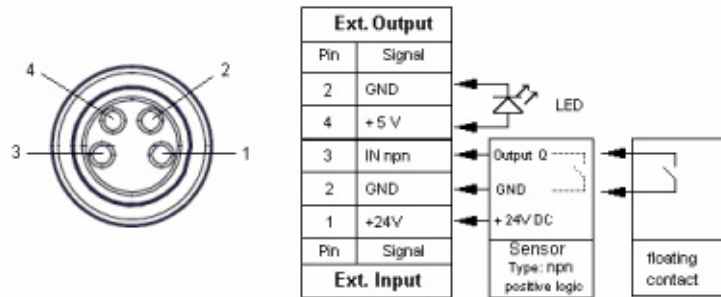 4
2
3
1
Ext. Output
Pin Signal
2 GND
4 +5 V
3 IN npn
2 GND
1 +24V
Pin Signal
Ext. Input
LED
Output Q
GND
+ 24V DC
Sensor
Type: npn
positive logic
floating
contact